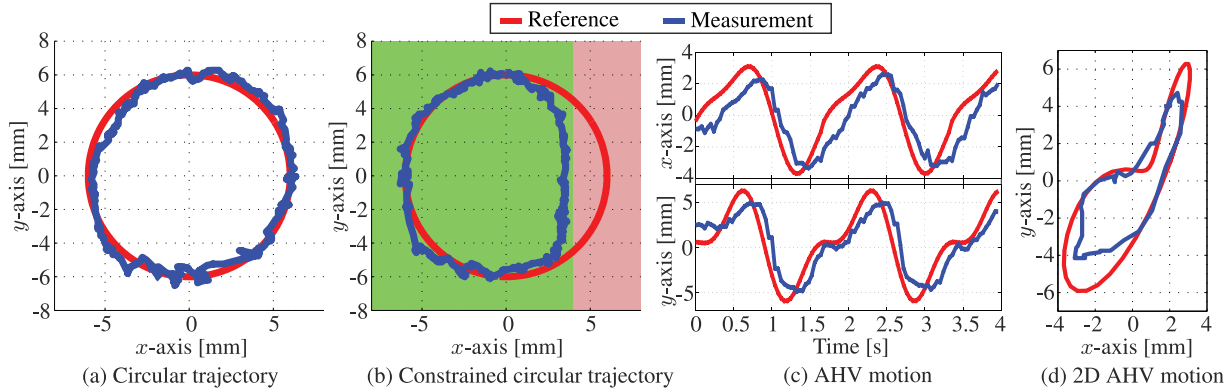 Reference Measurement
8
6
4
2
0
-2
-4
-6
-8
y-axis [mm]
-5 0 5
x-axis [mm]
(a) Circular trajectory
8
6
4
2
0
-2
-4
-6
-8
y-axis [mm]
-5 0 5
x-axis [mm]
(b) Constrained circular trajectory
4
2
0
-2
-4
x-axis [mm]
5
0
-5
y-axis [mm]
0 0.5 1 1.5 2 2.5 3 3.5 4
Time [s]
(c) AHV motion
6
4
2
0
-2
-4
-6
y-axis [mm]
-4 -2 0 2 4
x-axis [mm]
(d) 2D AHV motion